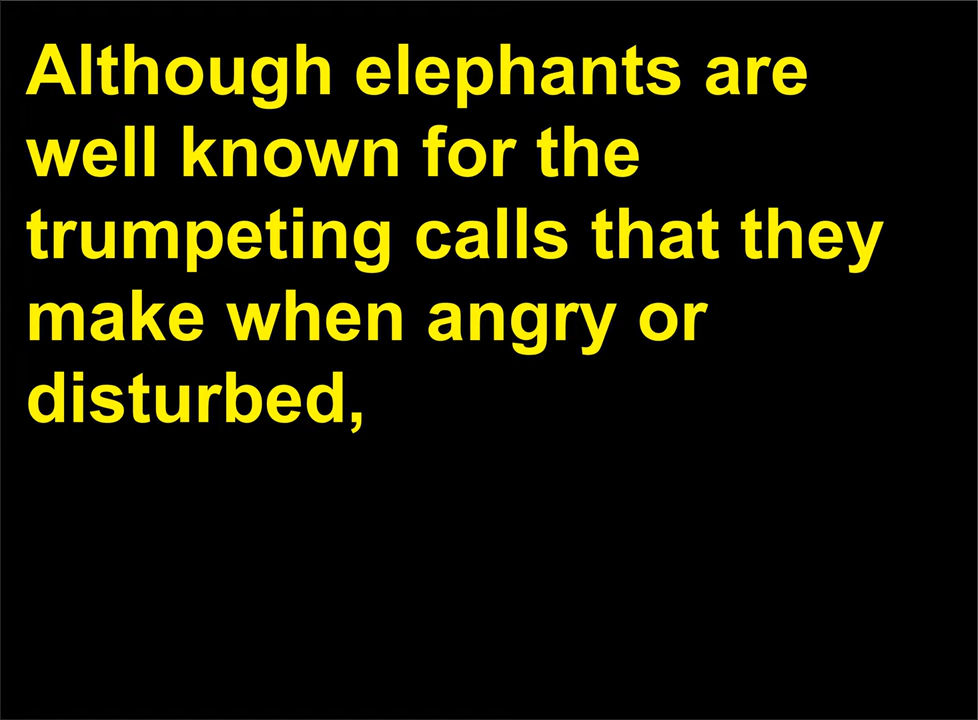 Although elephants are
well known for the
trumpeting calls that they
make when angry or
disturbed,